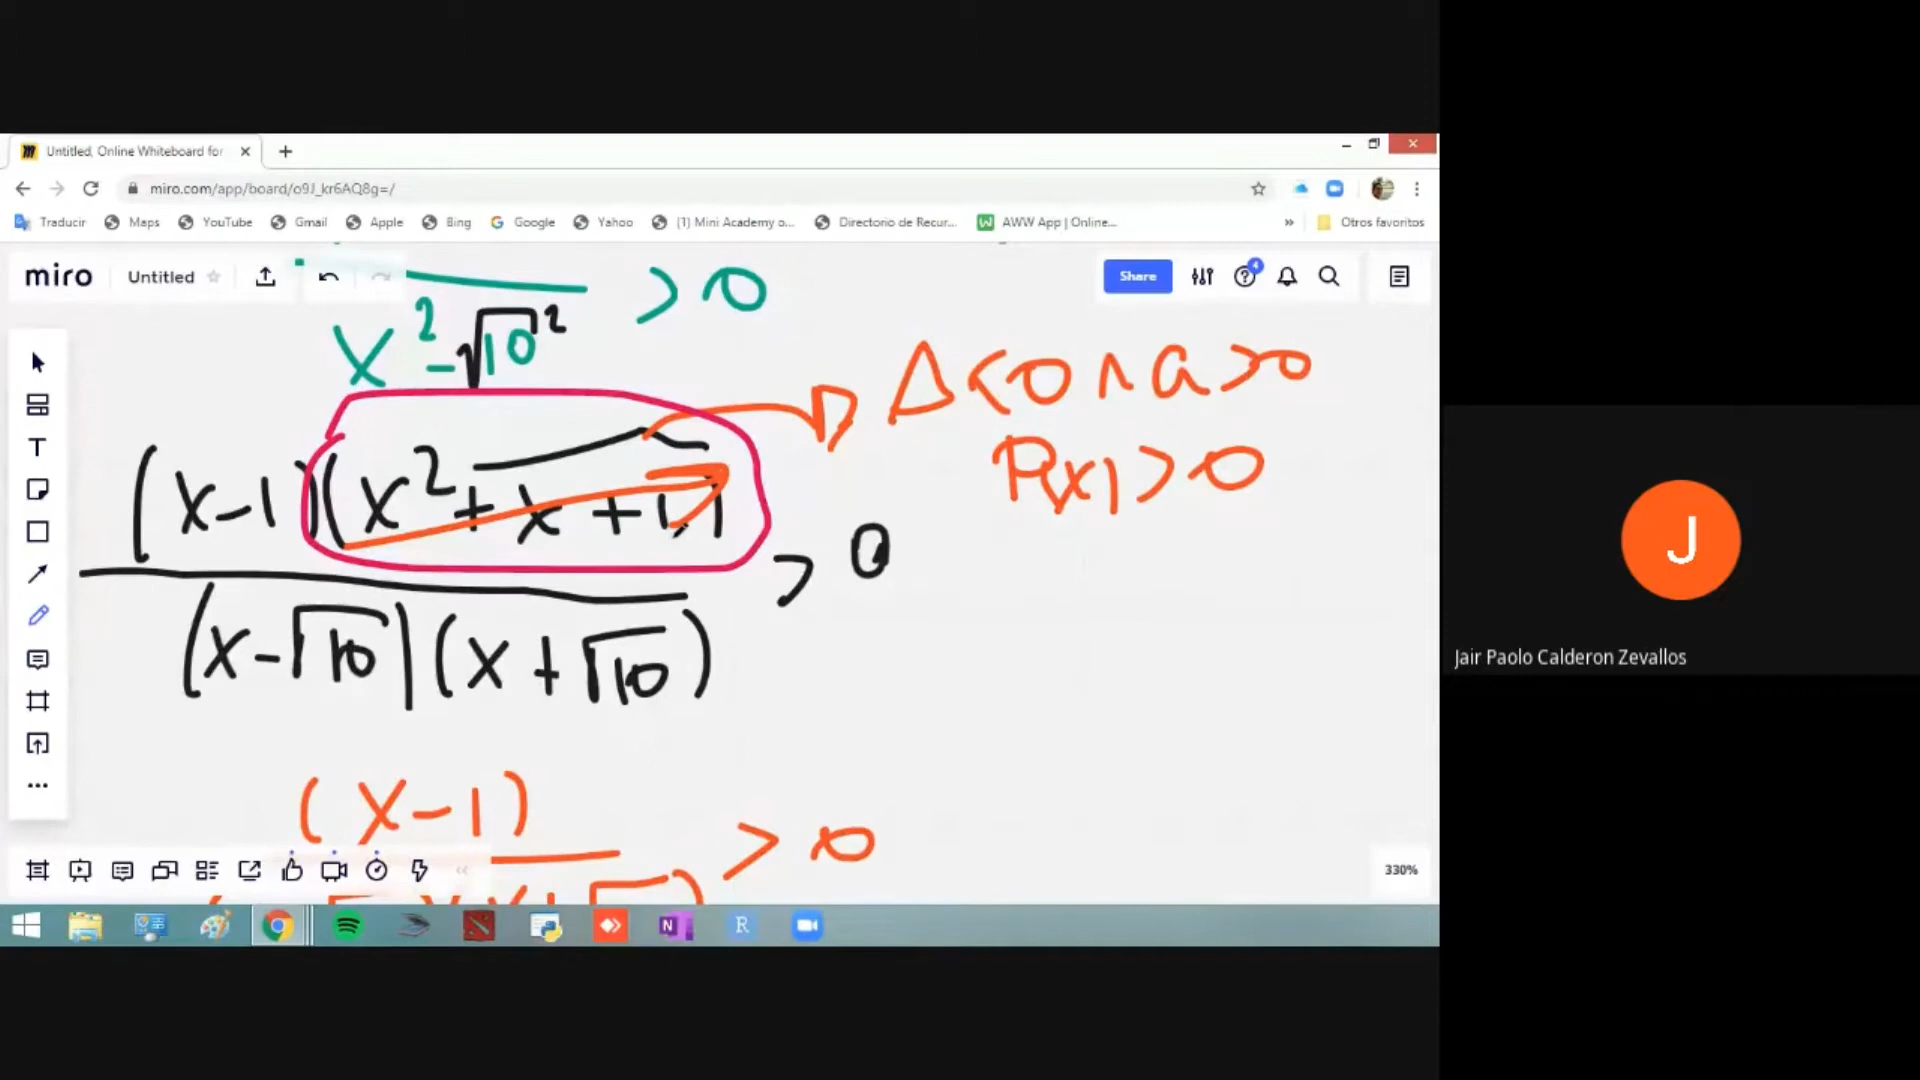 Untitled, Online Whiteboard for
miro.com/app/board/o9J_kr6AQ8g=/
Traducir Maps YouTube Gmail Apple Bing Google Yahoo (1) Mini Academy o... Directorio de Recur... AWW App | Online... » Otros favoritos
miro Untitled Share 4
> 0
x² - √10²
Δ < 0 ∧ a > 0
P(x) > 0
(x-1)(x² + x + 1)
> 0
(x-√10)(x+√10)
(x-1)
> 0
330%
J
Jair Paolo Calderon Zevallos